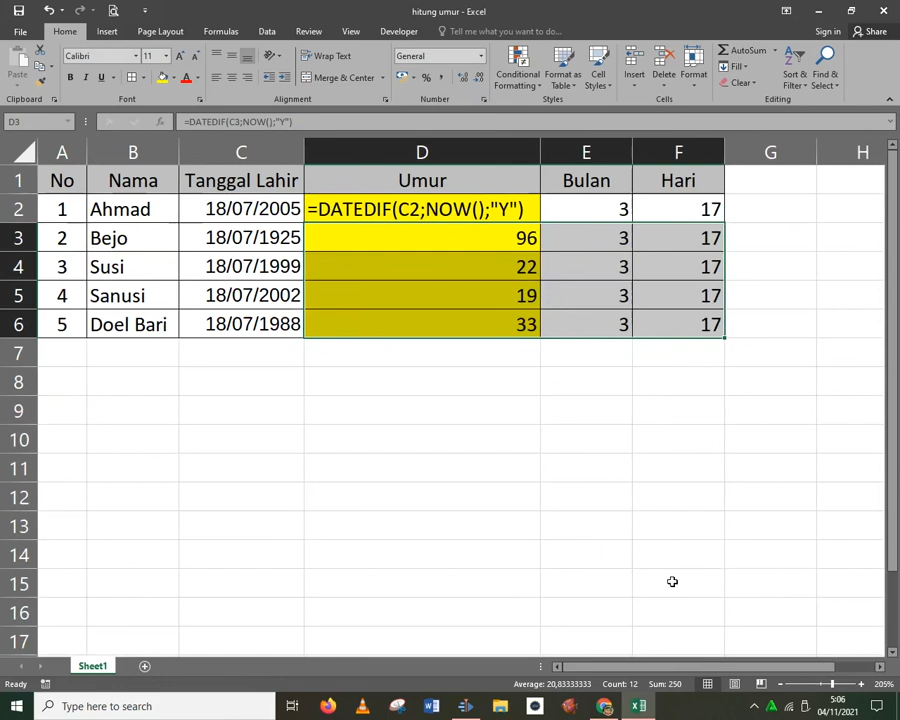 hitung umur - Excel
File Home Insert Page Layout Formulas Data Review View Developer Tell me what you want to do... Sign in Share
Paste Calibri 11 A A Wrap Text General Conditional Formatting Format as Table Cell Styles Insert Delete Format AutoSum Sort & Filter Find & Select
B I U A Merge & Center % , Fill
Clear
Clipboard Font Alignment Number Styles Cells Editing
D3 fx =DATEDIF(C3;NOW();"Y")
A B C D E F G H
1 No Nama Tanggal Lahir Umur Bulan Hari
2 1 Ahmad 18/07/2005 =DATEDIF(C2;NOW();"Y") 3 17
3 2 Bejo 18/07/1925 96 3 17
4 3 Susi 18/07/1999 22 3 17
5 4 Sanusi 18/07/2002 19 3 17
6 5 Doel Bari 18/07/1988 33 3 17
7
8
9
10
11
12
13
14
15
16
17
Sheet1
Ready Average: 20,83333333 Count: 12 Sum: 250 205%
Type here to search 5:06
04/11/2021